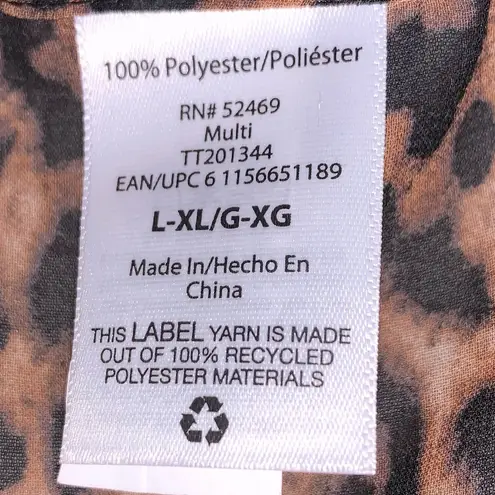 100% Polyester/Poliéster
RN# 52469
Multi
TT201344
EAN/UPC 6 1156651189
L-XL/G-XG
Made In/Hecho En
China
THIS LABEL YARN IS MADE
OUT OF 100% RECYCLED
POLYESTER MATERIALS